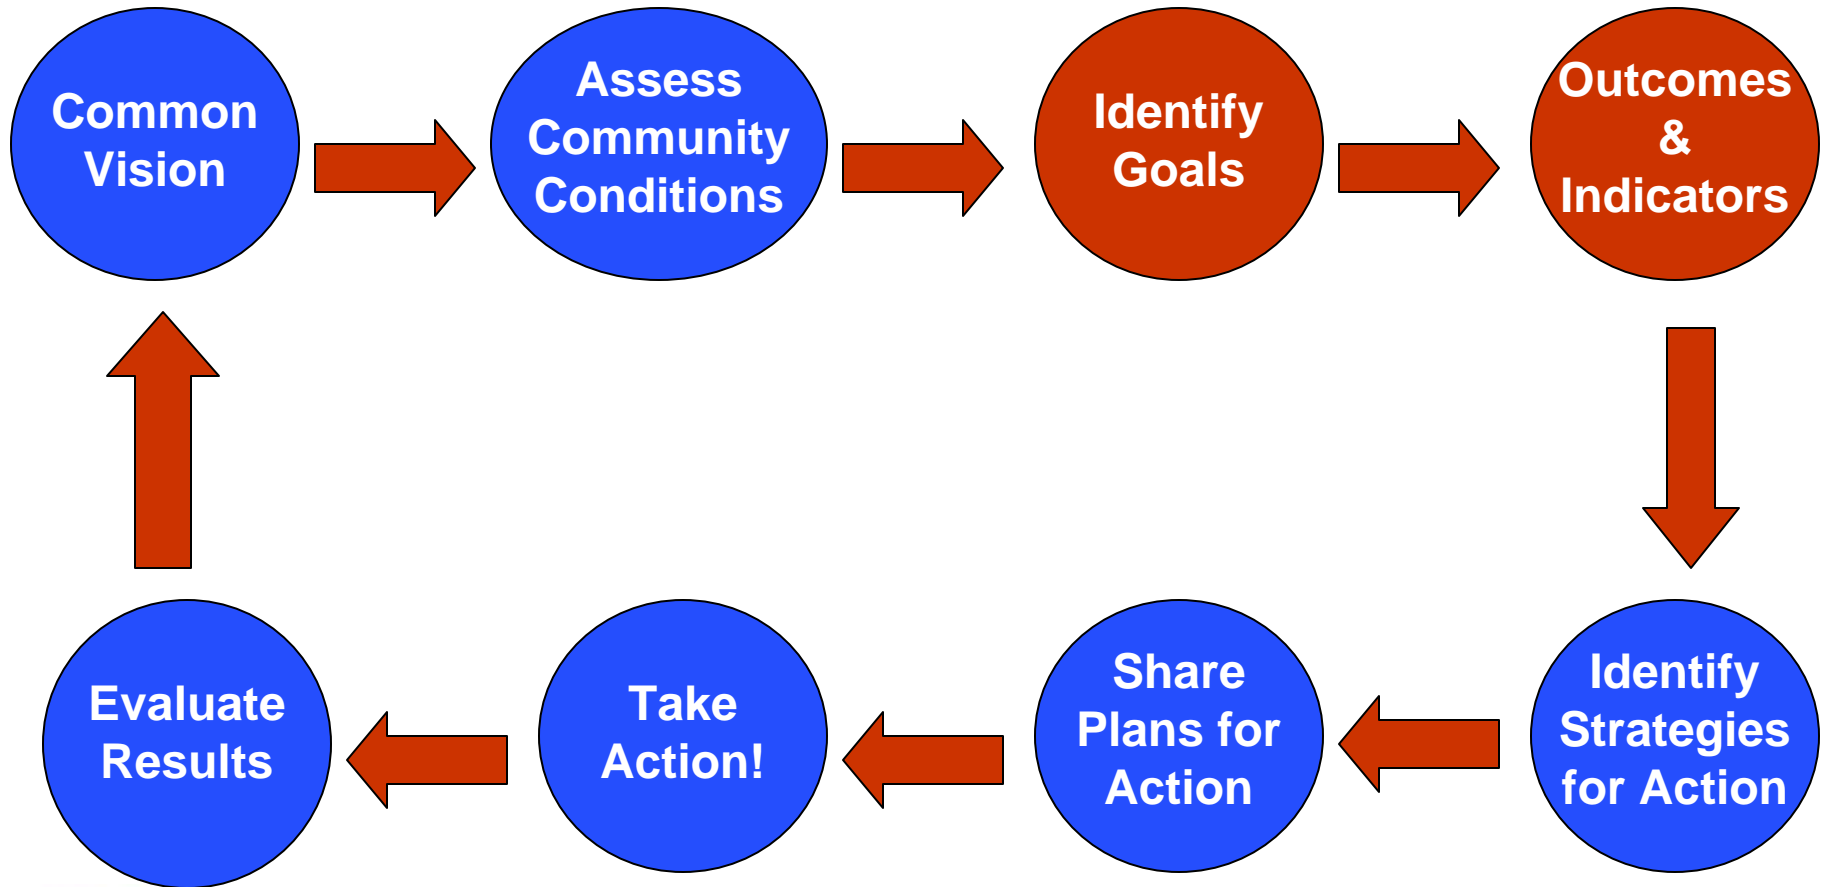 Common
Vision
Assess
Community
Conditions
Identify
Goals
Outcomes
&
Indicators
Evaluate
Results
Take
Action!
Share
Plans for
Action
Identify
Strategies
for Action